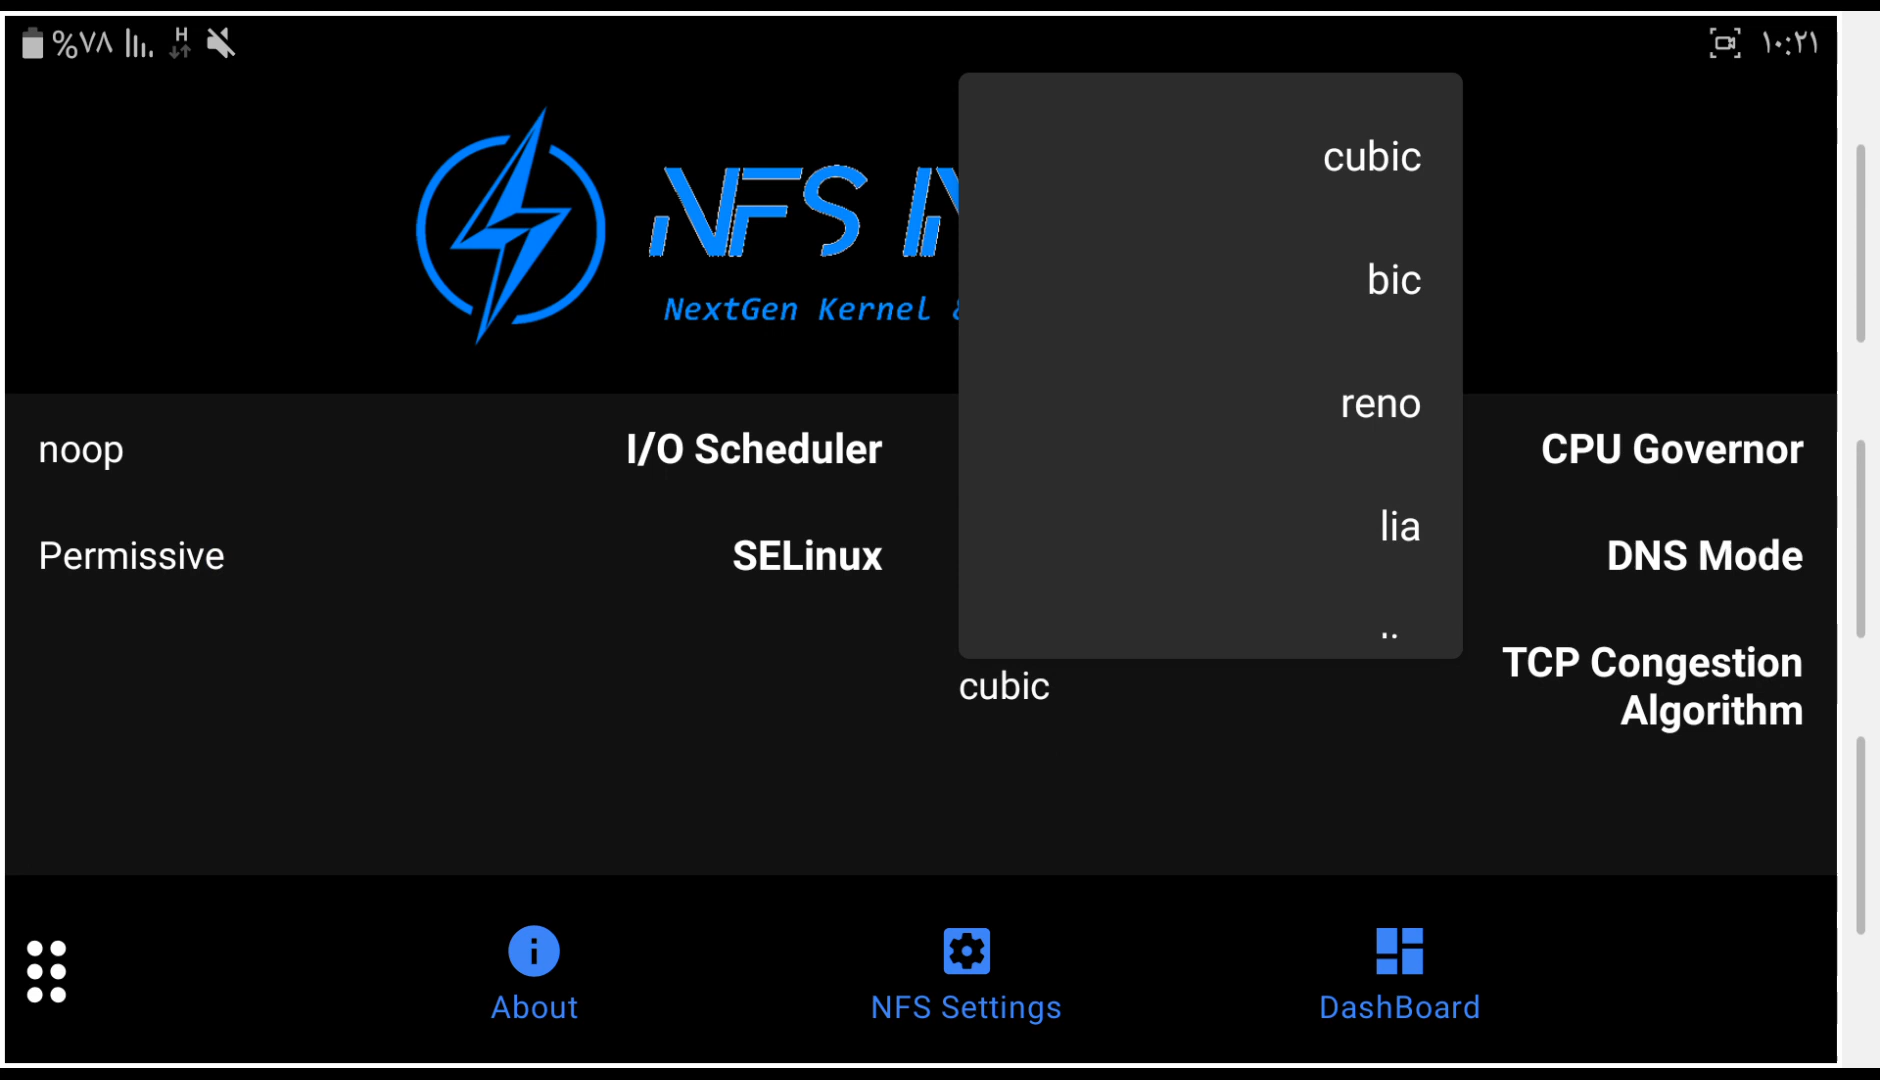 %٧٨ H ١٠:٢١
NFS
NextGen Kernel
cubic
bic
reno
lia
noop I/O Scheduler CPU Governor
Permissive SELinux DNS Mode
cubic TCP Congestion
Algorithm
About NFS Settings DashBoard